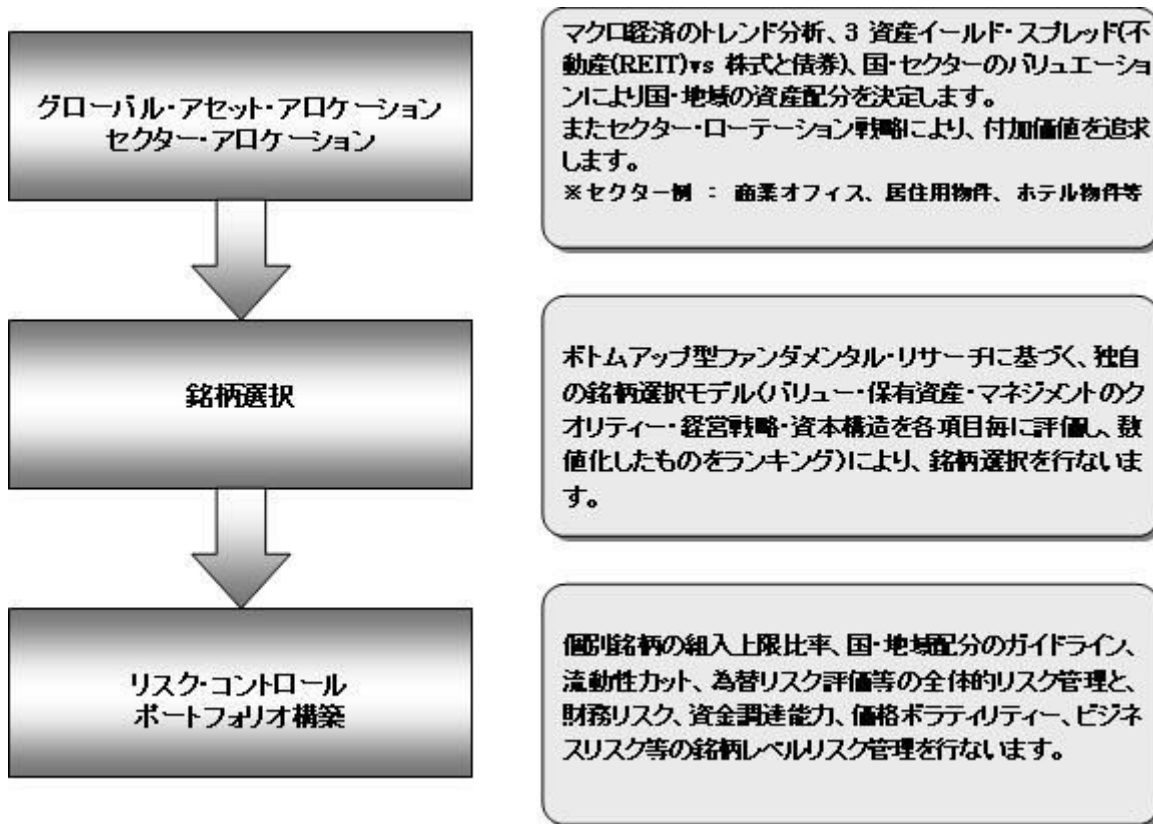 グローバル・アセット・アロケーション
セクター・アロケーション
マクロ経済のトレンド分析、3 資産イールド・スプレッド(不
動産(REIT)vs 株式と債券)、国・セクターのバリュエーショ
ンにより国・地域の資産配分を決定します。
またセクター・ローテーション戦略により、付加価値を追求
します。
※セクター例 ： 商業オフィス、居住用物件、ホテル物件等
銘柄選択
ボトムアップ型ファンダメンタル・リサーチに基づく、独自
の銘柄選択モデル(バリュー・保有資産・マネジメントのク
オリティー・経営戦略・資本構造を各項目毎に評価し、数
値化したものをランキング)により、銘柄選択を行ないま
す。
リスク・コントロール
ポートフォリオ構築
個別銘柄の組入上限比率、国・地域配分のガイドライン、
流動性カット、為替リスク評価等の全体的リスク管理と、
財務リスク、資金調達能力、価格ボラティリティー、ビジネ
スリスク等の銘柄レベルリスク管理を行ないます。